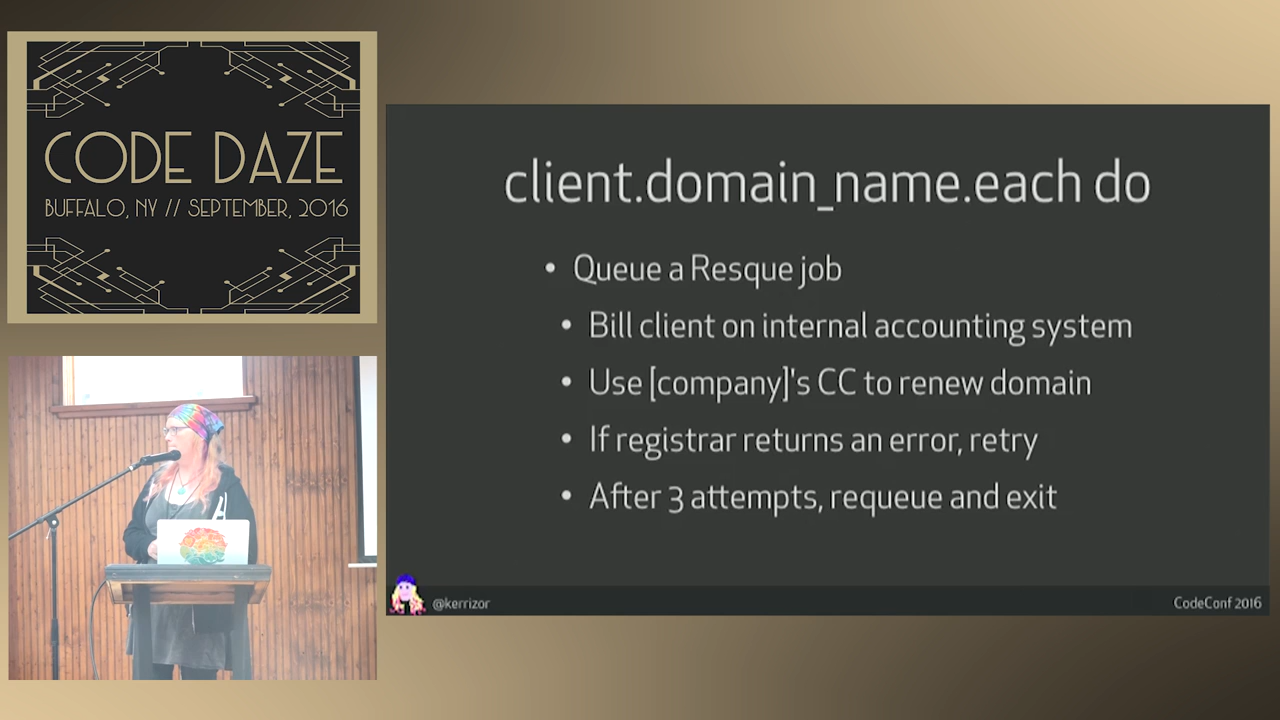 CODE DAZE
BUFFALO, NY // SEPTEMBER, 2016
client.domain_name.each do
• Queue a Resque job
• Bill client on internal accounting system
• Use [company]'s CC to renew domain
• If registrar returns an error, retry
• After 3 attempts, requeue and exit
@kerrizor
CodeConf 2016